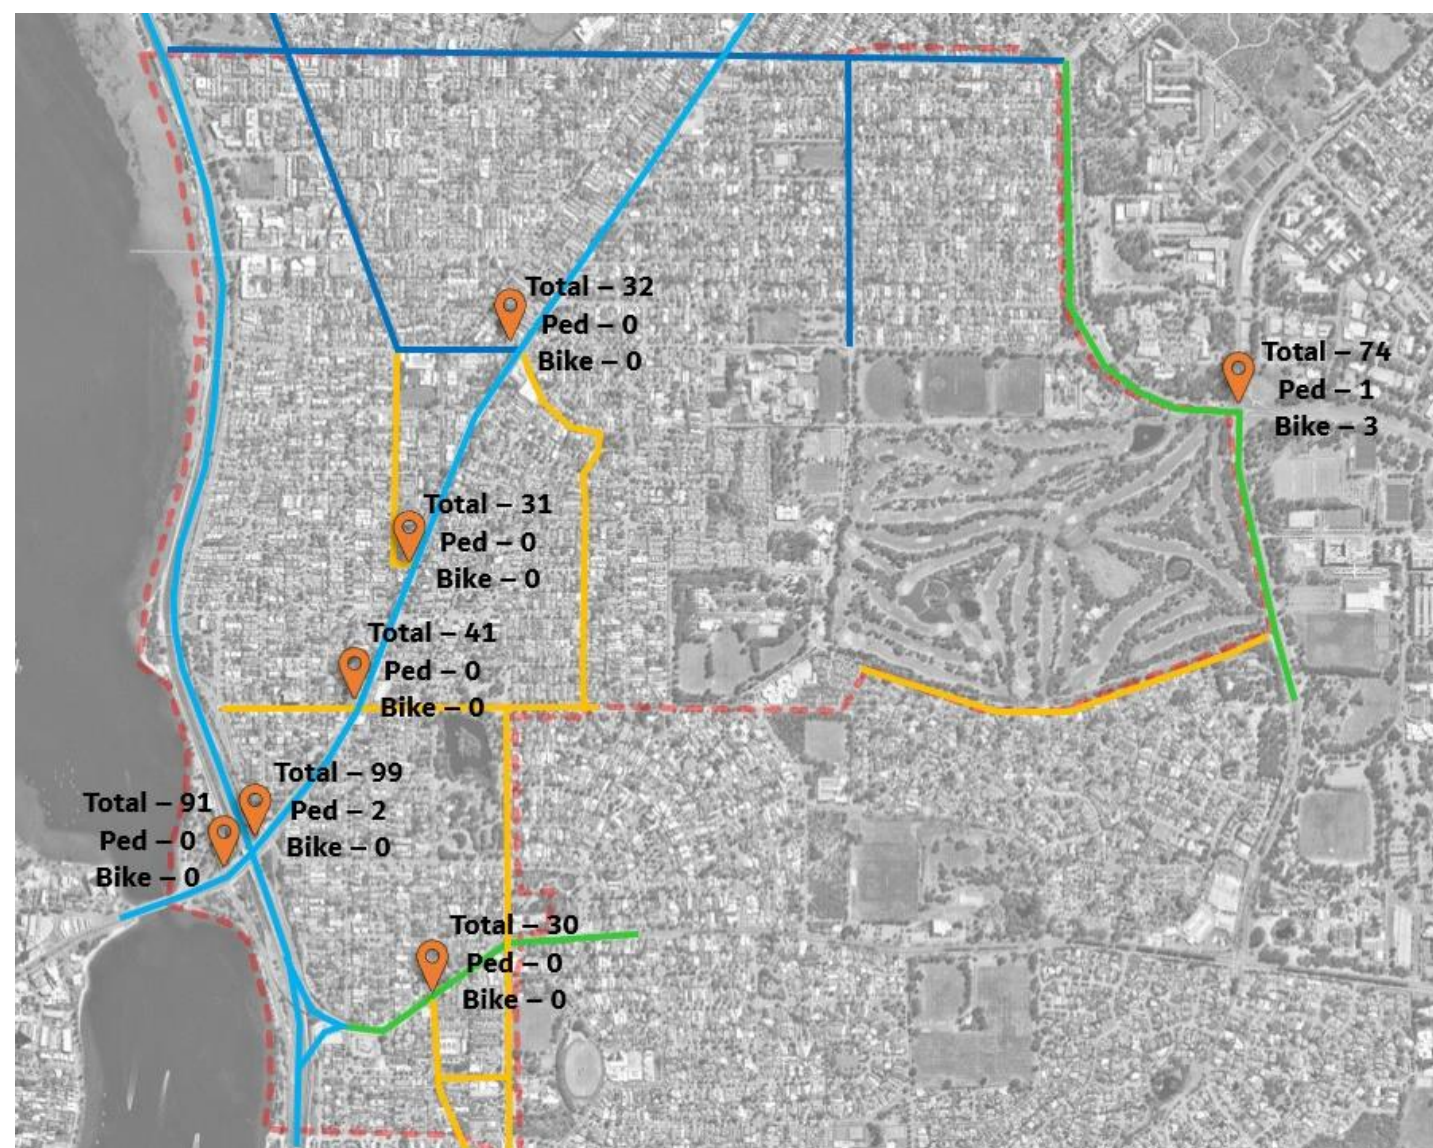 Total – 32
Ped – 0
Bike – 0
Total – 74
Ped – 1
Bike – 3
Total – 31
Ped – 0
Bike – 0
Total – 41
Ped – 0
Bike – 0
Total – 99
Ped – 2
Bike – 0
Total – 91
Ped – 0
Bike – 0
Total – 30
Ped – 0
Bike – 0